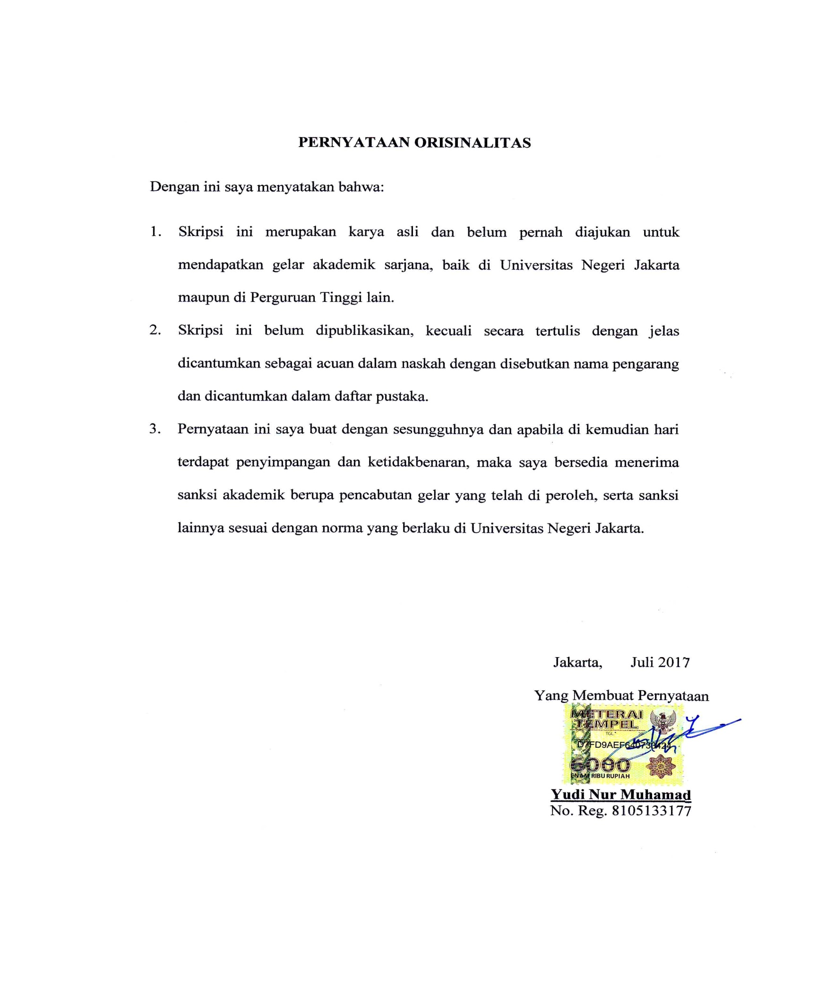 PERNYATAAN ORISINALITAS
Dengan ini saya menyatakan bahwa:
1. Skripsi ini merupakan karya asli dan belum pernah diajukan untuk
mendapatkan gelar akademik sarjana, baik di Universitas Negeri Jakarta
maupun di Perguruan Tinggi lain.
2. Skripsi ini belum dipublikasikan, kecuali secara tertulis dengan jelas
dicantumkan sebagai acuan dalam naskah dengan disebutkan nama pengarang
dan dicantumkan dalam daftar pustaka.
3. Pernyataan ini saya buat dengan sesungguhnya dan apabila di kemudian hari
terdapat penyimpangan dan ketidakbenaran, maka saya bersedia menerima
sanksi akademik berupa pencabutan gelar yang telah di peroleh, serta sanksi
lainnya sesuai dengan norma yang berlaku di Universitas Negeri Jakarta.
Jakarta, Juli 2017
Yang Membuat Pernyataan
METERAI
TEMPEL
TGL. 20
6000
ENAM RIBU RUPIAH
Yudi Nur Muhamad
No. Reg. 8105133177